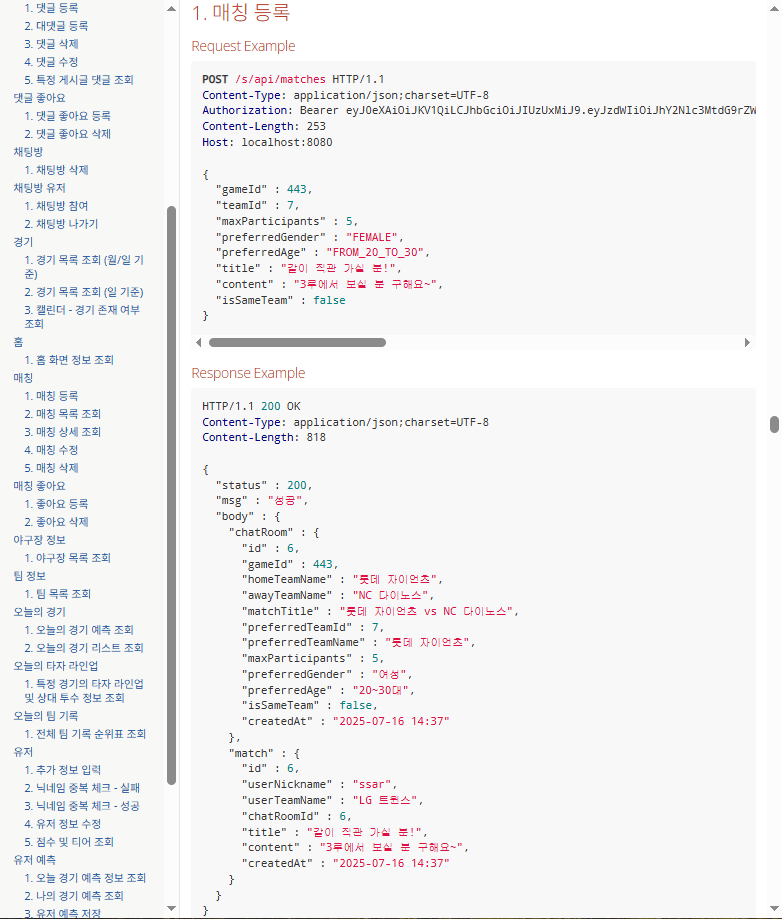 1. 댓글 등록
2. 대댓글 등록
3. 댓글 삭제
4. 댓글 수정
5. 특정 게시글 댓글 조회
댓글 좋아요
1. 댓글 좋아요 등록
2. 댓글 좋아요 삭제
채팅방
1. 채팅방 삭제
채팅방 유저
1. 채팅방 참여
2. 채팅방 나가기
경기
1. 경기 목록 조회 (월/일 기
준)
2. 경기 목록 조회 (일 기준)
3. 캘린더 - 경기 존재 여부
조회
홈
1. 홈 화면 정보 조회
매칭
1. 매칭 등록
2. 매칭 목록 조회
3. 매칭 상세 조회
4. 매칭 수정
5. 매칭 삭제
매칭 좋아요
1. 좋아요 등록
2. 좋아요 삭제
야구장 정보
1. 야구장 목록 조회
팀 정보
1. 팀 목록 조회
오늘의 경기
1. 오늘의 경기 예측 조회
2. 오늘의 경기 리스트 조회
오늘의 타자 라인업
1. 특정 경기의 타자 라인업
및 상대 투수 정보 조회
오늘의 팀 기록
1. 전체 팀 기록 순위표 조회
유저
1. 추가 정보 입력
2. 닉네임 중복 체크 - 실패
3. 닉네임 중복 체크 - 성공
4. 유저 정보 수정
5. 점수 및 티어 조회
유저 예측
1. 오늘 경기 예측 정보 조회
2. 나의 경기 예측 조회
3. 유저 예측 저장
1. 매칭 등록
Request Example
POST /s/api/matches HTTP/1.1
Content-Type: application/json;charset=UTF-8
Authorization: Bearer eyJ0eXAiOiJKV1QiLCJhbGciOiJIUzUxMiJ9.eyJzdWIiOiJhY2Nlc3MtdG9rZW
Content-Length: 253
Host: localhost:8080
{
"gameId" : 443,
"teamId" : 7,
"maxParticipants" : 5,
"preferredGender" : "FEMALE",
"preferredAge" : "FROM_20_TO_30",
"title" : "같이 직관 가실 분!",
"content" : "3루에서 보실 분 구해요~",
"isSameTeam" : false
}
Response Example
HTTP/1.1 200 OK
Content-Type: application/json;charset=UTF-8
Content-Length: 818
{
"status" : 200,
"msg" : "성공",
"body" : {
"chatRoom" : {
"id" : 6,
"gameId" : 443,
"homeTeamName" : "롯데 자이언츠",
"awayTeamName" : "NC 다이노스",
"matchTitle" : "롯데 자이언츠 vs NC 다이노스",
"preferredTeamId" : 7,
"preferredTeamName" : "롯데 자이언츠",
"maxParticipants" : 5,
"preferredGender" : "여성",
"preferredAge" : "20~30대",
"isSameTeam" : false,
"createdAt" : "2025-07-16 14:37"
},
"match" : {
"id" : 6,
"userNickname" : "ssar",
"userTeamName" : "LG 트윈스",
"chatRoomId" : 6,
"title" : "같이 직관 가실 분!",
"content" : "3루에서 보실 분 구해요~",
"createdAt" : "2025-07-16 14:37"
}
}
}